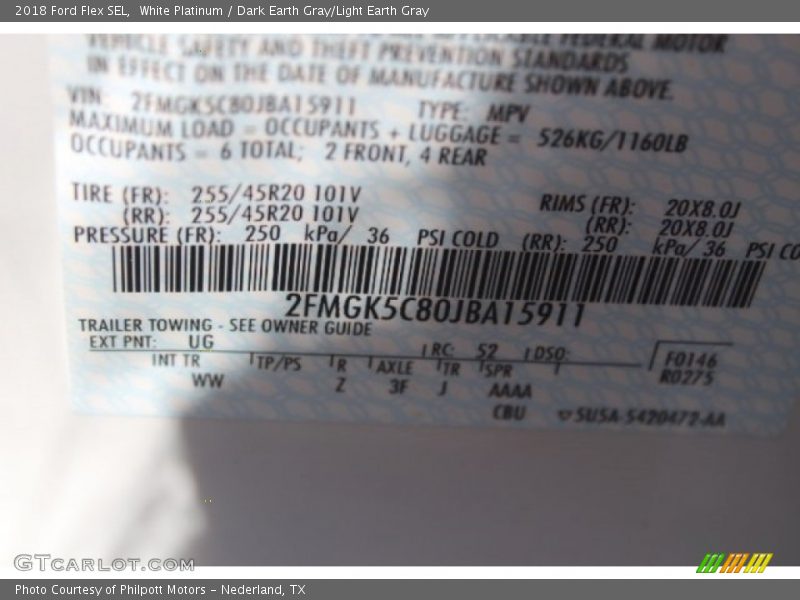 2018 Ford Flex SEL,  White Platinum / Dark Earth Gray/Light Earth Gray
FEDERAL MOTOR
VEHICLE SAFETY AND THEFT PREVENTION STANDARDS
IN EFFECT ON THE DATE OF MANUFACTURE SHOWN ABOVE.
VIN: 2FMGK5C80JBA15911 TYPE: MPV
MAXIMUM LOAD = OCCUPANTS + LUGGAGE = 526KG/1160LB
OCCUPANTS = 6 TOTAL; 2 FRONT, 4 REAR
TIRE (FR): 255/45R20 101V RIMS (FR): 20X8.0J
(RR): 255/45R20 101V (RR): 20X8.0J
PRESSURE (FR): 250 kPa/ 36 PSI COLD (RR): 250 kPa/ 36 PSI CO
2FMGK5C80JBA15911
TRAILER TOWING - SEE OWNER GUIDE
EXT PNT: UG RC: 52 DSO: F0146
INT TR TP/PS R AXLE TR SPR R0275
WW Z 3F J AAAA
CBU 5U5A-5420472-AA
GTCARLOT.COM
Photo Courtesy of Philpott Motors - Nederland, TX